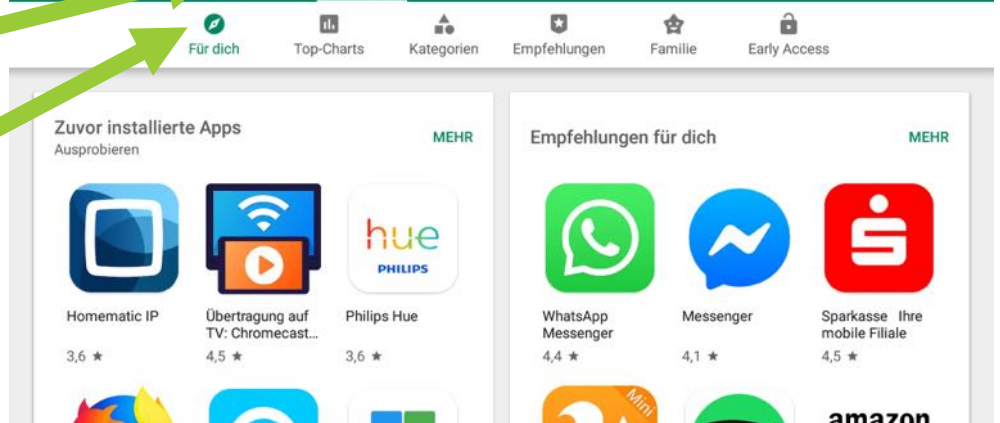 Für dich
Top-Charts
Kategorien
Empfehlungen
Familie
Early Access
Zuvor installierte Apps
MEHR
Ausprobieren
hue
PHILIPS
Homematic IP
Übertragung auf
TV: Chromecast...
Philips Hue
3,6 ★
4,5 ★
3,6 ★
Empfehlungen für dich
MEHR
WhatsApp
Messenger
Messenger
Sparkasse Ihre
mobile Filiale
4,4 ★
4,1 ★
4,5 ★
Mini
amazon